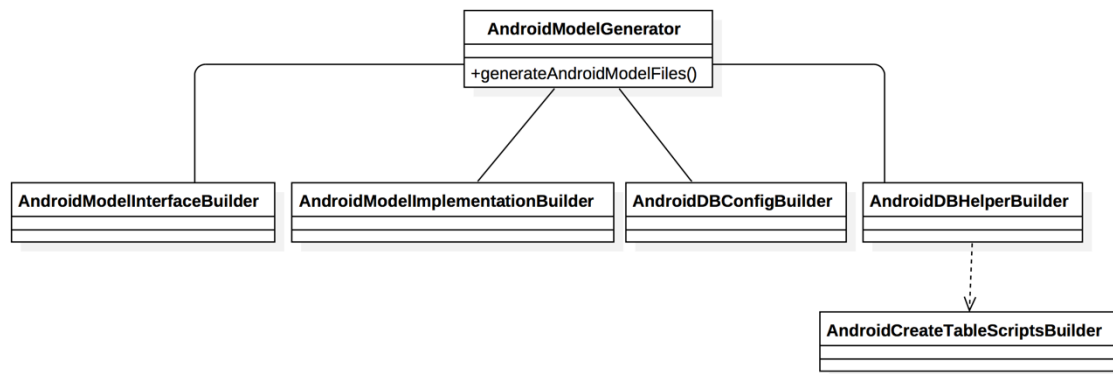 AndroidModelGenerator
+generateAndroidModelFiles()
AndroidModelInterfaceBuilder
AndroidModelImplementationBuilder
AndroidDBConfigBuilder
AndroidDBHelperBuilder
AndroidCreateTableScriptsBuilder